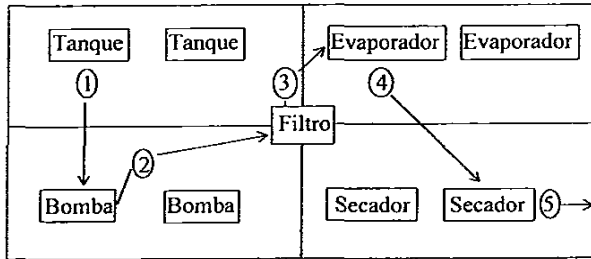 Tanque Tanque
Evaporador Evaporador
1
3
4
Filtro
2
Bomba Bomba
Secador Secador 5